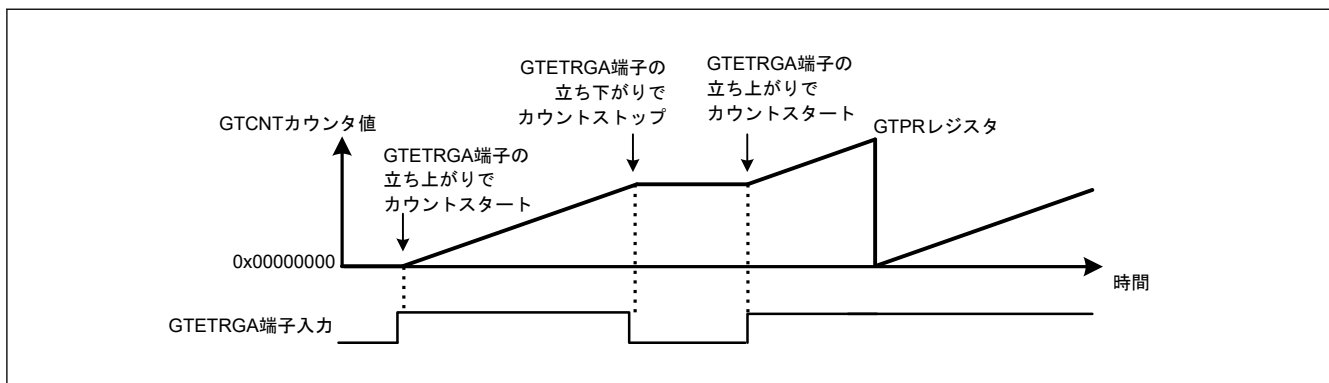 GTETRGA端子の
立ち下がりで
カウントストップ
GTETRGA端子の
立ち上がりで
カウントスタート
GTCNTカウンタ値
GTPRレジスタ
GTETRGA端子の
立ち上がりで
カウントスタート
0x00000000
時間
GTETRGA端子入力